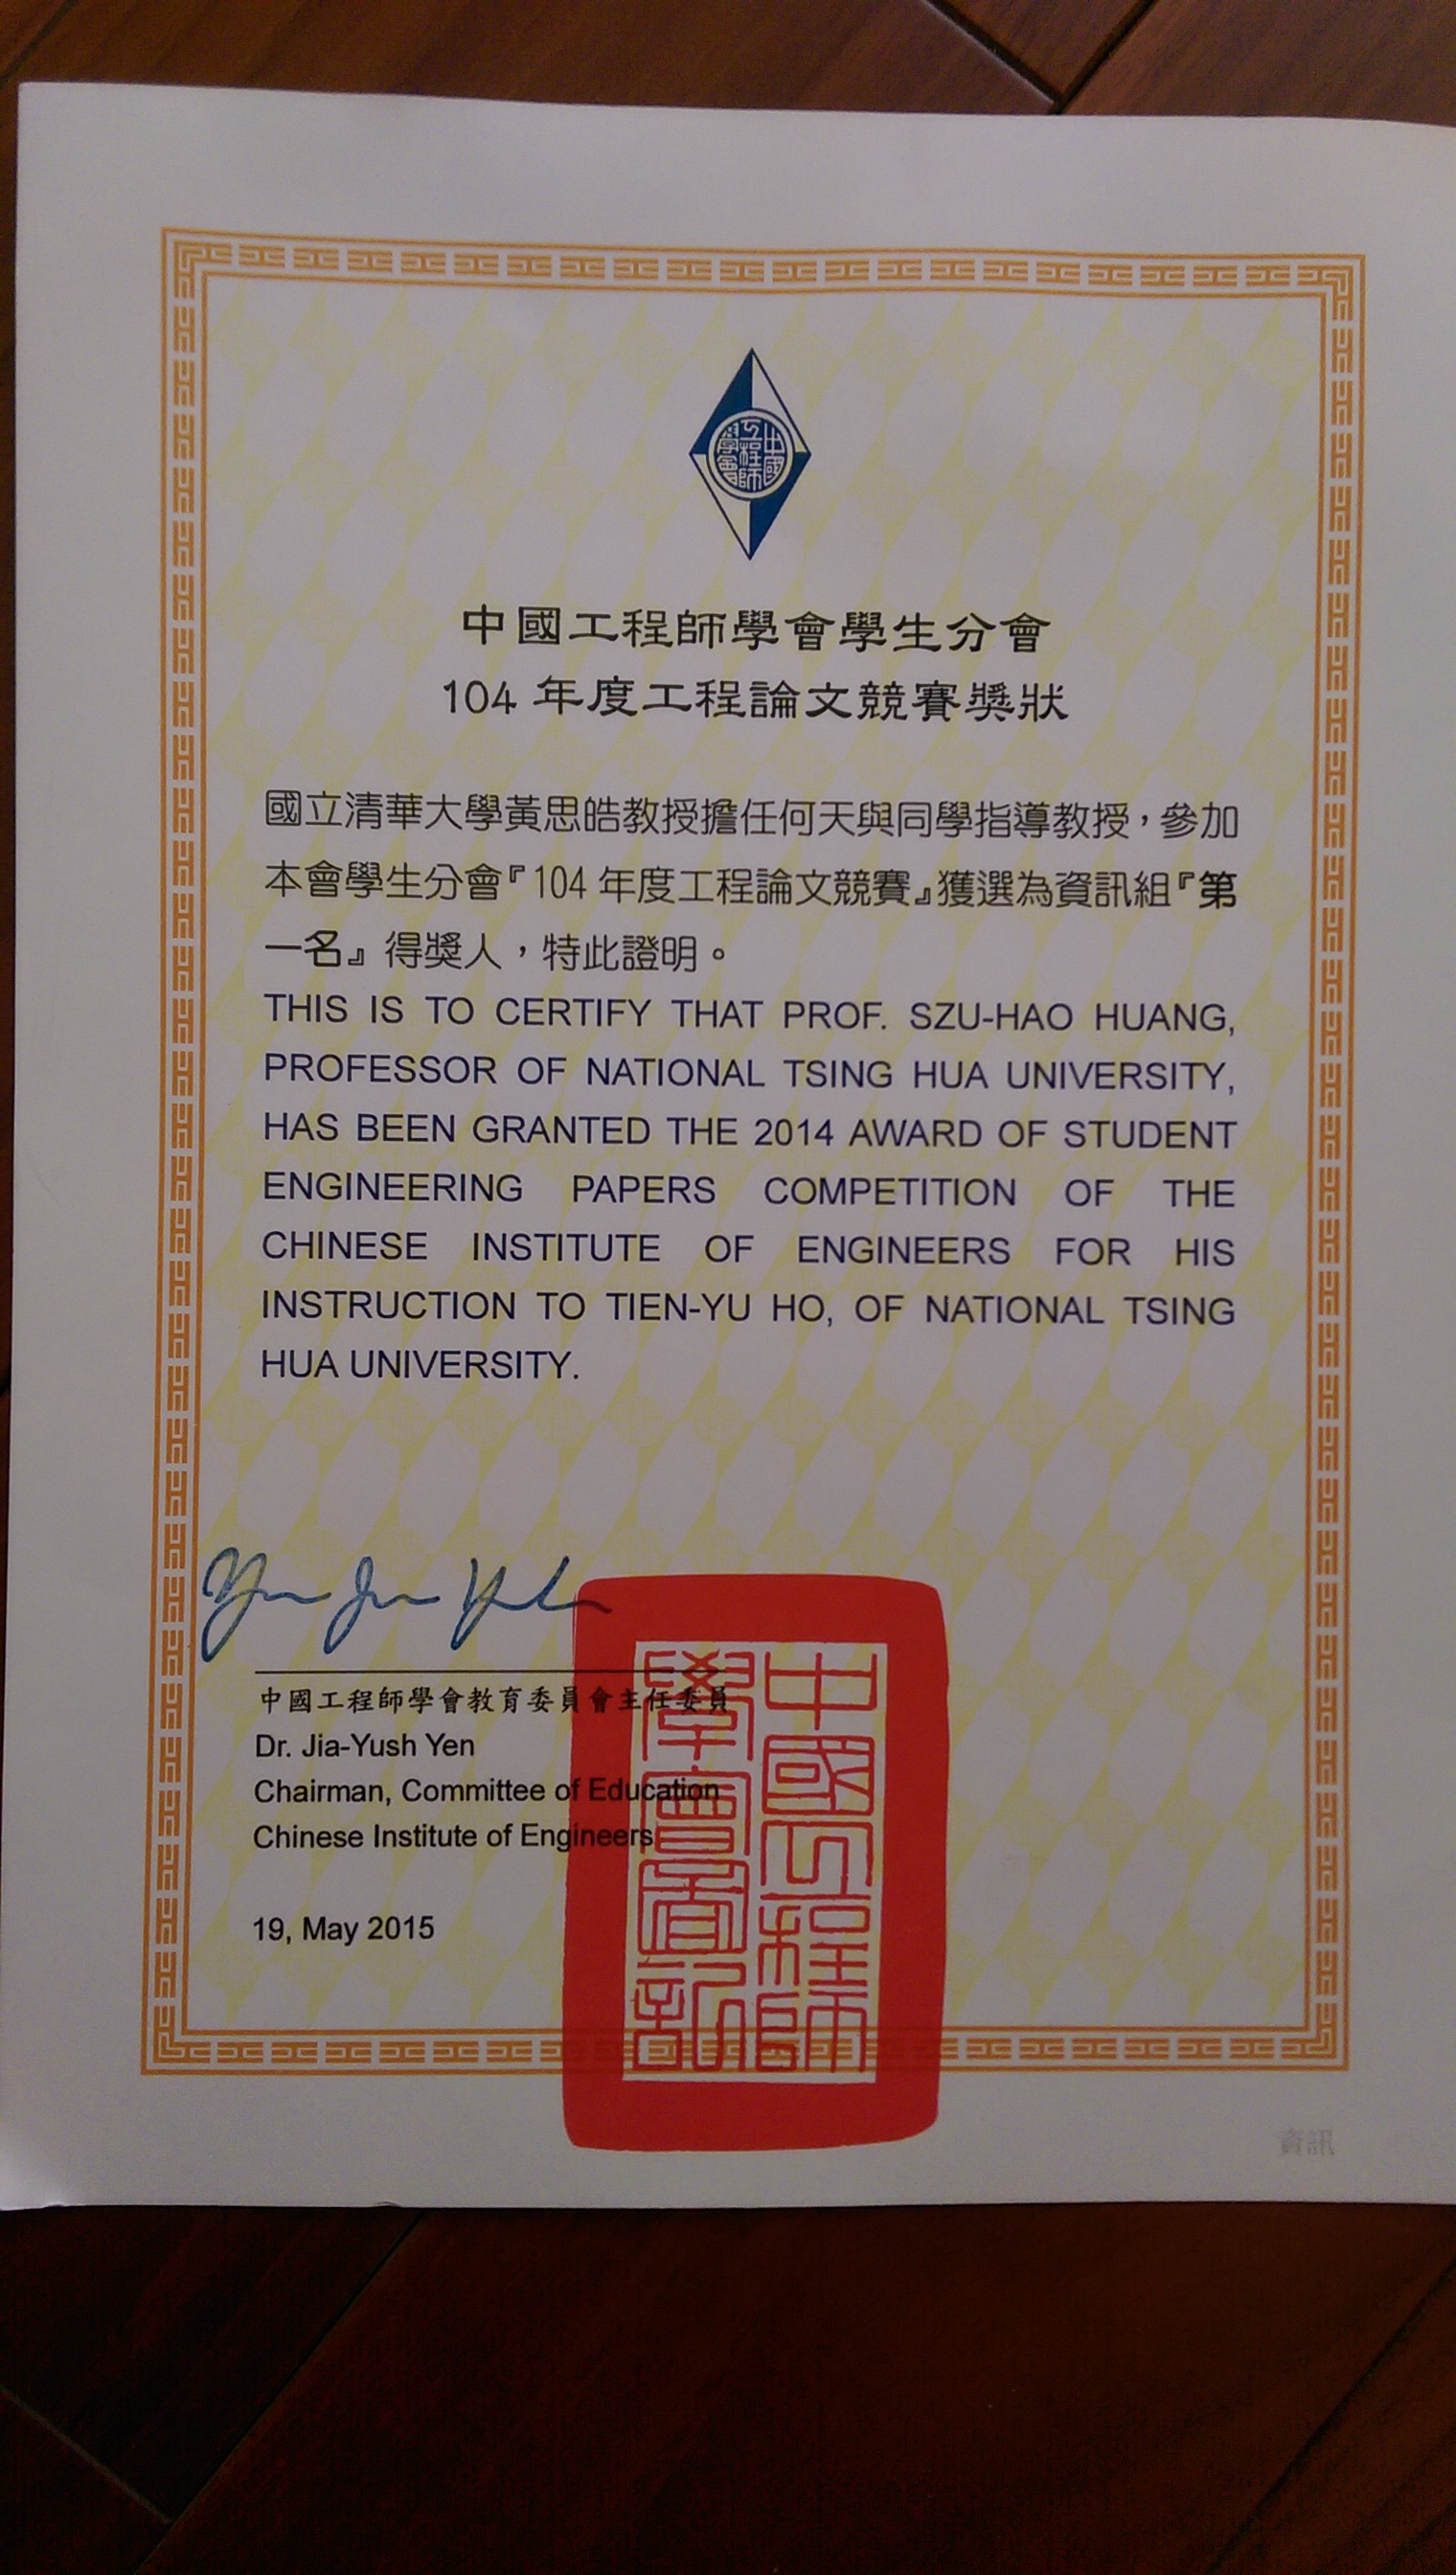 中國工程師學會
中國工程師學會學生分會
104 年度工程論文競賽獎狀
國立清華大學黃思皓教授擔任何天與同學指導教授，參加
本會學生分會『104 年度工程論文競賽』獲選為資訊組『第
一名』得獎人，特此證明。
THIS IS TO CERTIFY THAT PROF. SZU-HAO HUANG,
PROFESSOR OF NATIONAL TSING HUA UNIVERSITY,
HAS BEEN GRANTED THE 2014 AWARD OF STUDENT
ENGINEERING PAPERS COMPETITION OF THE
CHINESE INSTITUTE OF ENGINEERS FOR HIS
INSTRUCTION TO TIEN-YU HO, OF NATIONAL TSING
HUA UNIVERSITY.
中國工程師學會教育委員會主任委員
Dr. Jia-Yush Yen
Chairman, Committee of Education
Chinese Institute of Engineers
19, May 2015
中國工程師
學會圖記